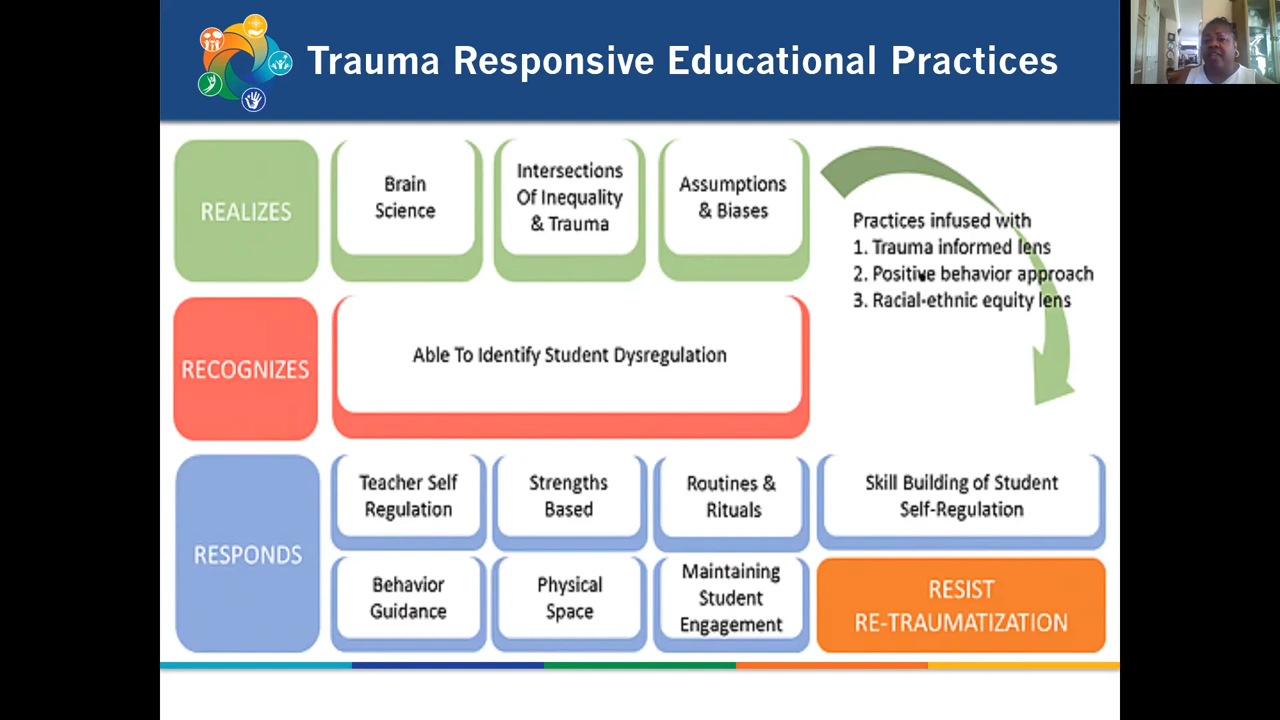 Trauma Responsive Educational Practices
REALIZES
Brain
Science
Intersections
Of Inequality
& Trauma
Assumptions
& Biases
Practices infused with
1. Trauma informed lens
2. Positive behavior approach
3. Racial-ethnic equity lens
RECOGNIZES
Able To Identify Student Dysregulation
RESPONDS
Teacher Self
Regulation
Strengths
Based
Routines &
Rituals
Skill Building of Student
Self-Regulation
Behavior
Guidance
Physical
Space
Maintaining
Student
Engagement
RESIST
RE-TRAUMATIZATION